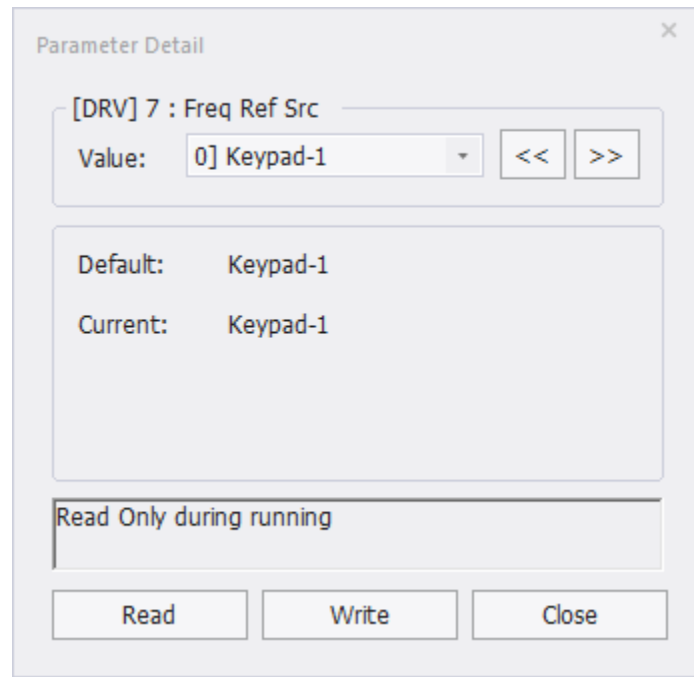 Parameter Detail
[DRV] 7 : Freq Ref Src
Value: 0] Keypad-1 << >>
Default: Keypad-1
Current: Keypad-1
Read Only during running
Read Write Close